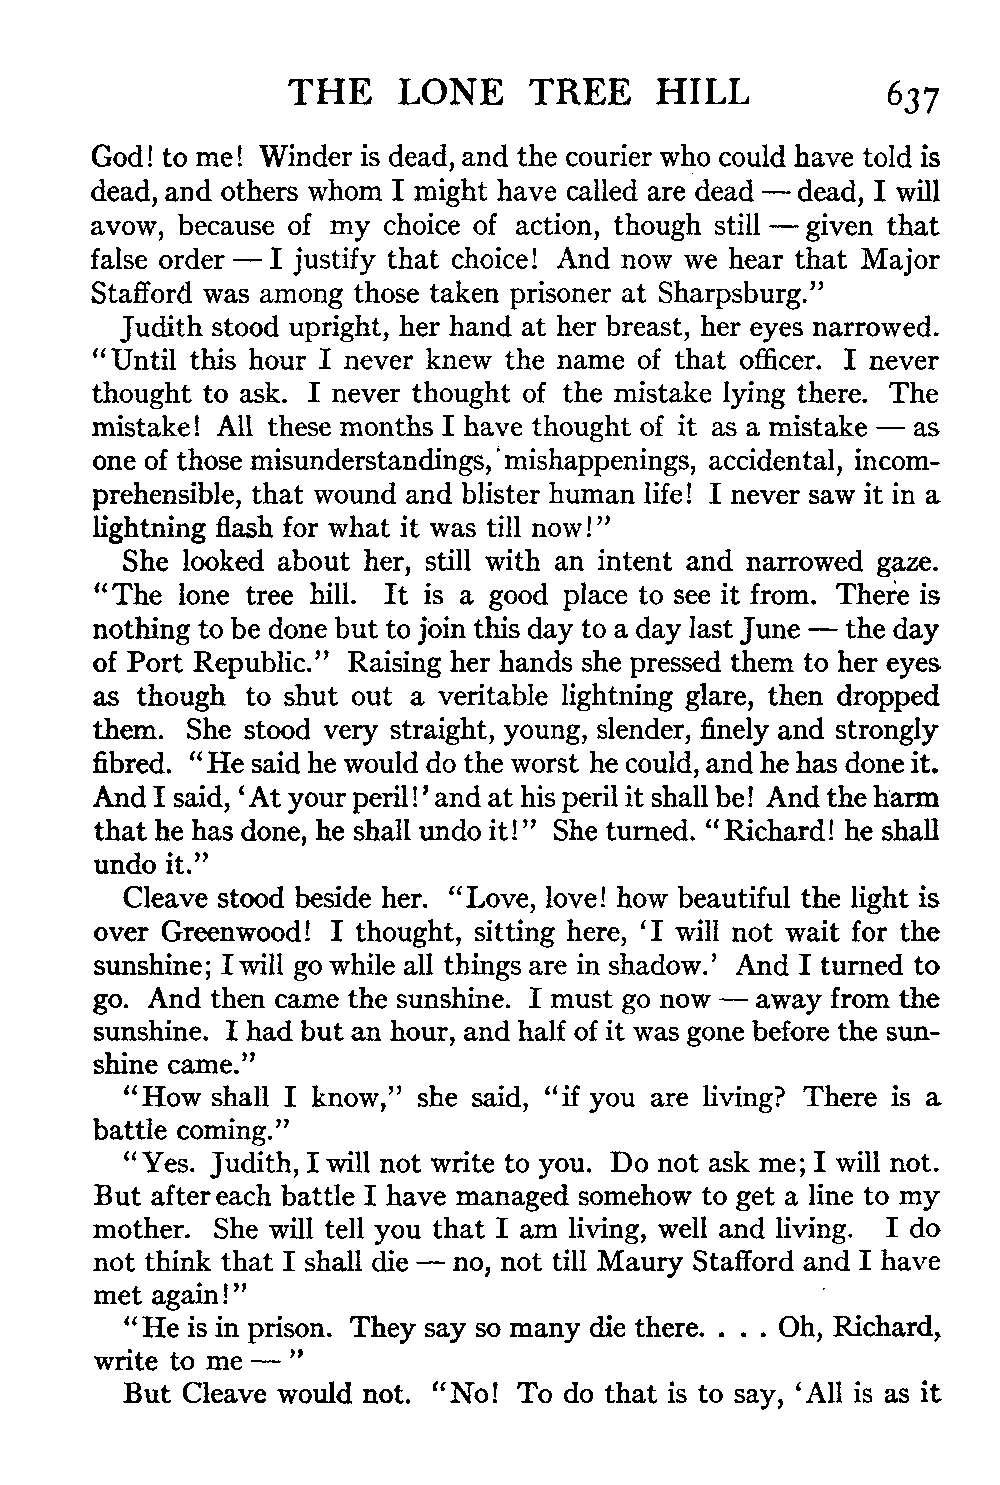 THE LONE TREE HILL 637
God! to me! Winder is dead, and the courier who could have told is
dead, and others whom I might have called are dead — dead, I will
avow, because of my choice of action, though still — given that
false order — I justify that choice! And now we hear that Major
Stafford was among those taken prisoner at Sharpsburg."
Judith stood upright, her hand at her breast, her eyes narrowed.
"Until this hour I never knew the name of that officer. I never
thought to ask. I never thought of the mistake lying there. The
mistake! All these months I have thought of it as a mistake — as
one of those misunderstandings, mishappenings, accidental, incom-
prehensible, that wound and blister human life! I never saw it in a
lightning flash for what it was till now!"
She looked about her, still with an intent and narrowed gaze.
"The lone tree hill. It is a good place to see it from. There is
nothing to be done but to join this day to a day last June — the day
of Port Republic." Raising her hands she pressed them to her eyes
as though to shut out a veritable lightning glare, then dropped
them. She stood very straight, young, slender, finely and strongly
fibred. "He said he would do the worst he could, and he has done it.
And I said, 'At your peril!' and at his peril it shall be! And the harm
that he has done, he shall undo it!" She turned. "Richard! he shall
undo it."
Cleave stood beside her. "Love, love! how beautiful the light is
over Greenwood! I thought, sitting here, 'I will not wait for the
sunshine; I will go while all things are in shadow.' And I turned to
go. And then came the sunshine. I must go now — away from the
sunshine. I had but an hour, and half of it was gone before the sun-
shine came."
"How shall I know," she said, "if you are living? There is a
battle coming."
"Yes. Judith, I will not write to you. Do not ask me; I will not.
But after each battle I have managed somehow to get a line to my
mother. She will tell you that I am living, well and living. I do
not think that I shall die — no, not till Maury Stafford and I have
met again!"
"He is in prison. They say so many die there. . . . Oh, Richard,
write to me — "
But Cleave would not. "No! To do that is to say, 'All is as it